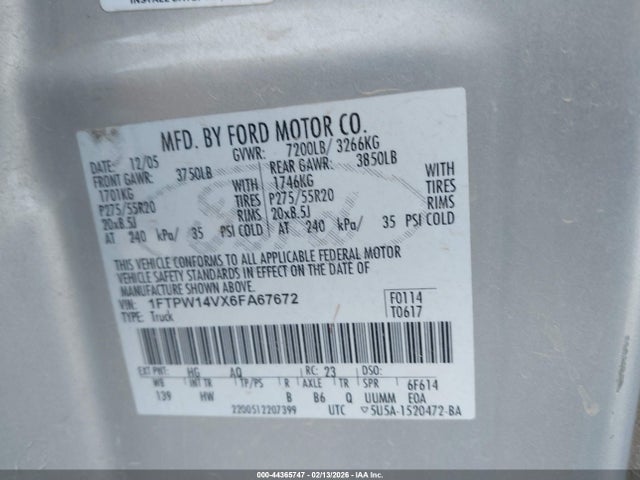 MFD. BY FORD MOTOR CO.
DATE: 12/05 GVWR: 7200LB/ 3266KG
FRONT GAWR: 3750LB REAR GAWR: 3850LB
1701KG WITH 1746KG WITH
P275/55R20 TIRES P275/55R20 TIRES
20x8.5J RIMS 20x8.5J RIMS
AT 240 kPa/ 35 PSI COLD AT 240 kPa/ 35 PSI COLD
THIS VEHICLE CONFORMS TO ALL APPLICABLE FEDERAL MOTOR
VEHICLE SAFETY STANDARDS IN EFFECT ON THE DATE OF
MANUFACTURE SHOWN ABOVE.
VIN: 1FTPW14VX6FA67672 F0114
TYPE: Truck T0617
EXT PNT: HG AQ RC: 23 DSO:
WB INT TR TP/PS R AXLE TR SPR 6F614
139 HW B B6 Q UUMM EOA
2200512207399 UTC 5U5A-1520472-BA
000-44365747 - 02/13/2026 - IAA Inc.